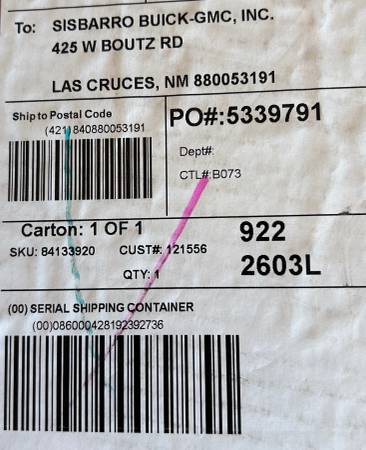 To: SISBARRO BUICK-GMC, INC.
425 W BOUTZ RD
LAS CRUCES, NM 880053191
Ship to Postal Code
(421)840880053191
PO#:5339791
Dept#:
CTL#:B073
Carton: 1 OF 1
SKU: 84133920 CUST#: 121556
QTY: 1
922
2603L
(00) SERIAL SHIPPING CONTAINER
(00)086000428192392736